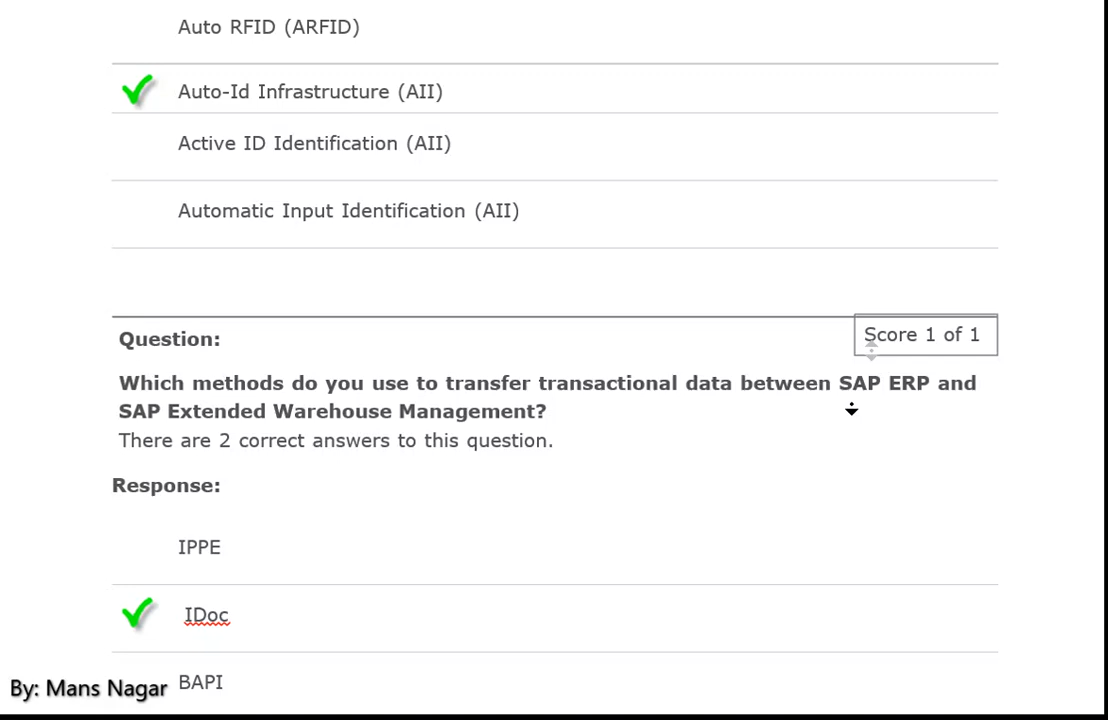 Auto RFID (ARFID)
Auto-Id Infrastructure (AII)
Active ID Identification (AII)
Automatic Input Identification (AII)
Score 1 of 1
Question:
Which methods do you use to transfer transactional data between SAP ERP and
SAP Extended Warehouse Management?
There are 2 correct answers to this question.
Response:
IPPE
IDoc
BAPI
By: Mans Nagar